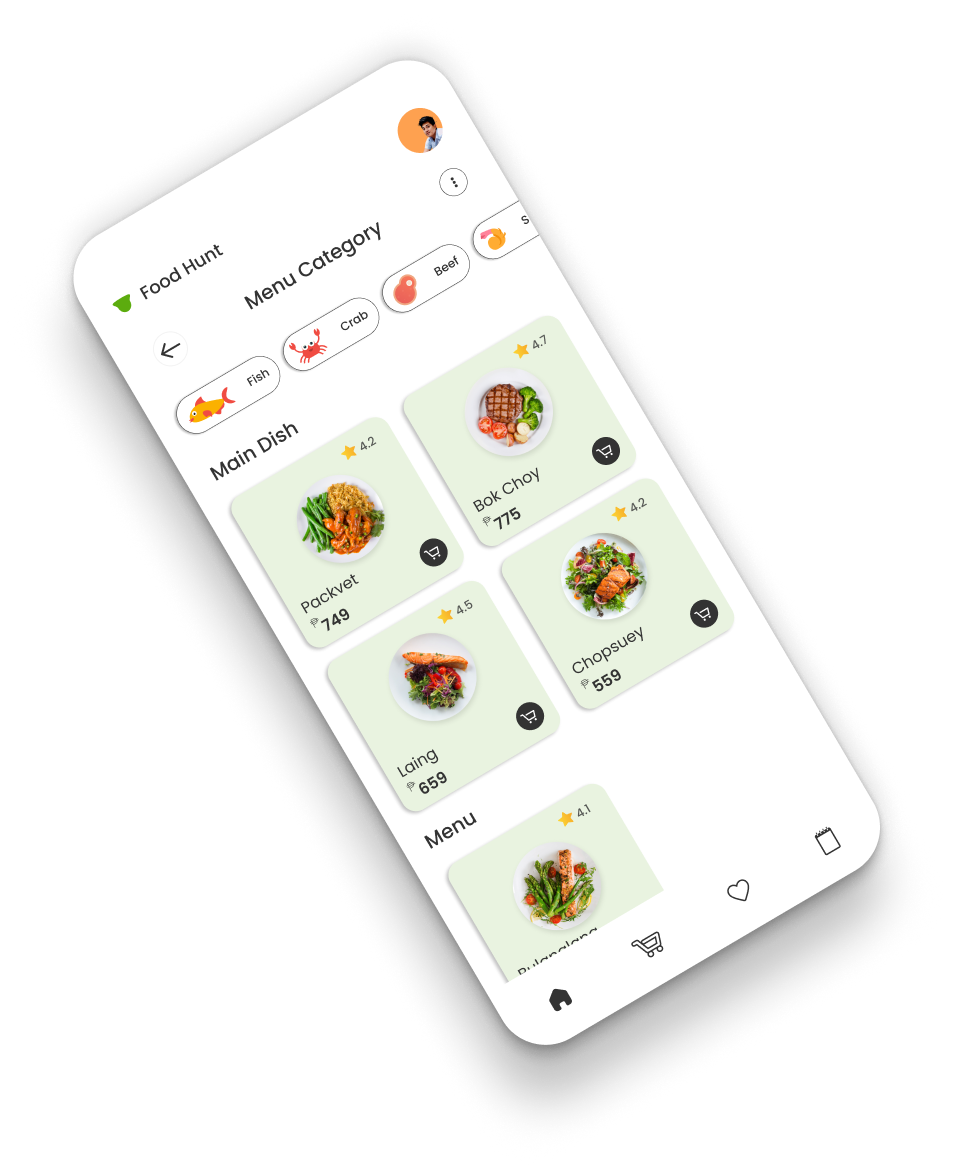 Food Hunt
Menu Category
Fish
Crab
Beef
S
Main Dish
4.2
Packvet
₱749
4.7
Bok Choy
₱775
4.5
Laing
₱659
4.2
Chopsuey
₱559
Menu
4.1